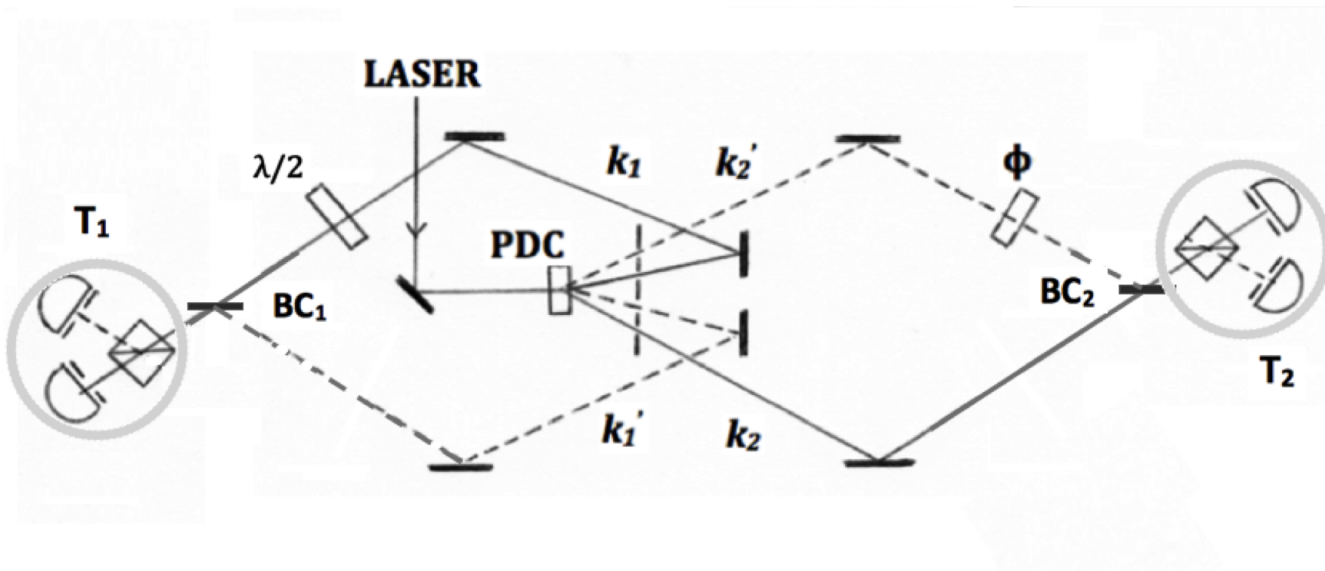 LASER
λ/2
k₁
k₂'
ϕ
T₁
PDC
BC₁
BC₂
T₂
k₁'
k₂